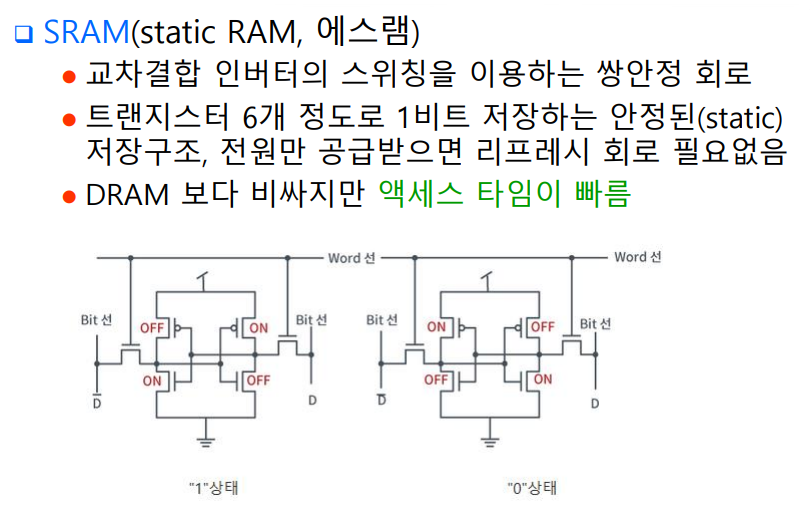 SRAM(static RAM, 에스램)
교차결합 인버터의 스위칭을 이용하는 쌍안정 회로
트랜지스터 6개 정도로 1비트 저장하는 안정된(static)
저장구조, 전원만 공급받으면 리프레시 회로 필요없음
DRAM 보다 비싸지만 액세스 타임이 빠름
Word 선
Bit 선
OFF
ON
Bit 선
ON
OFF
D̅
D
"1"상태
Word 선
Bit 선
ON
OFF
Bit 선
OFF
ON
D̅
D
"0"상태